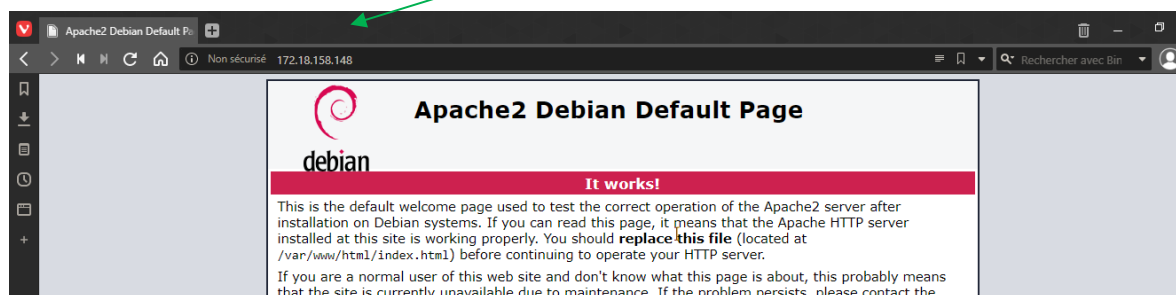 Apache2 Debian Default Pa
Non sécurisé 172.18.158.148
Rechercher avec Bin
Apache2 Debian Default Page
debian
It works!
This is the default welcome page used to test the correct operation of the Apache2 server after
installation on Debian systems. If you can read this page, it means that the Apache HTTP server
installed at this site is working properly. You should replace this file (located at
/var/www/html/index.html) before continuing to operate your HTTP server.
If you are a normal user of this web site and don't know what this page is about, this probably means
that the site is currently unavailable due to maintenance. If the problem persists, please contact the